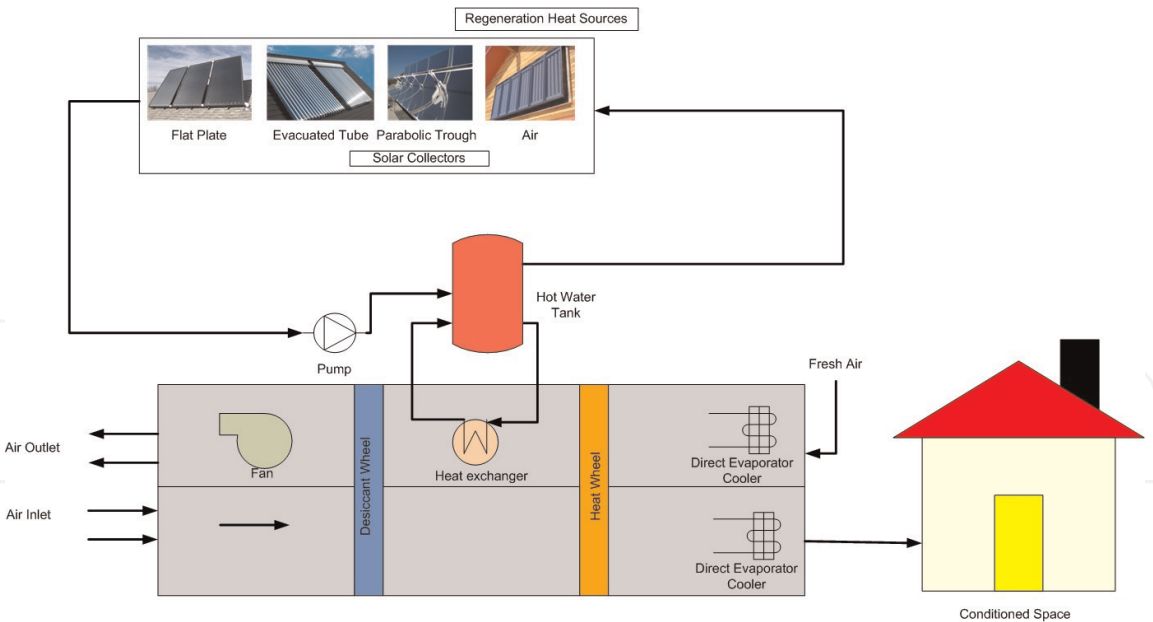 Regeneration Heat Sources
Flat Plate
Evacuated Tube
Parabolic Trough
Air
Solar Collectors
Hot Water
Tank
Pump
Fresh Air
Air Outlet
Fan
Desiccant Wheel
Heat exchanger
Heat Wheel
Direct Evaporator
Cooler
Air Inlet
Direct Evaporator
Cooler
Conditioned Space